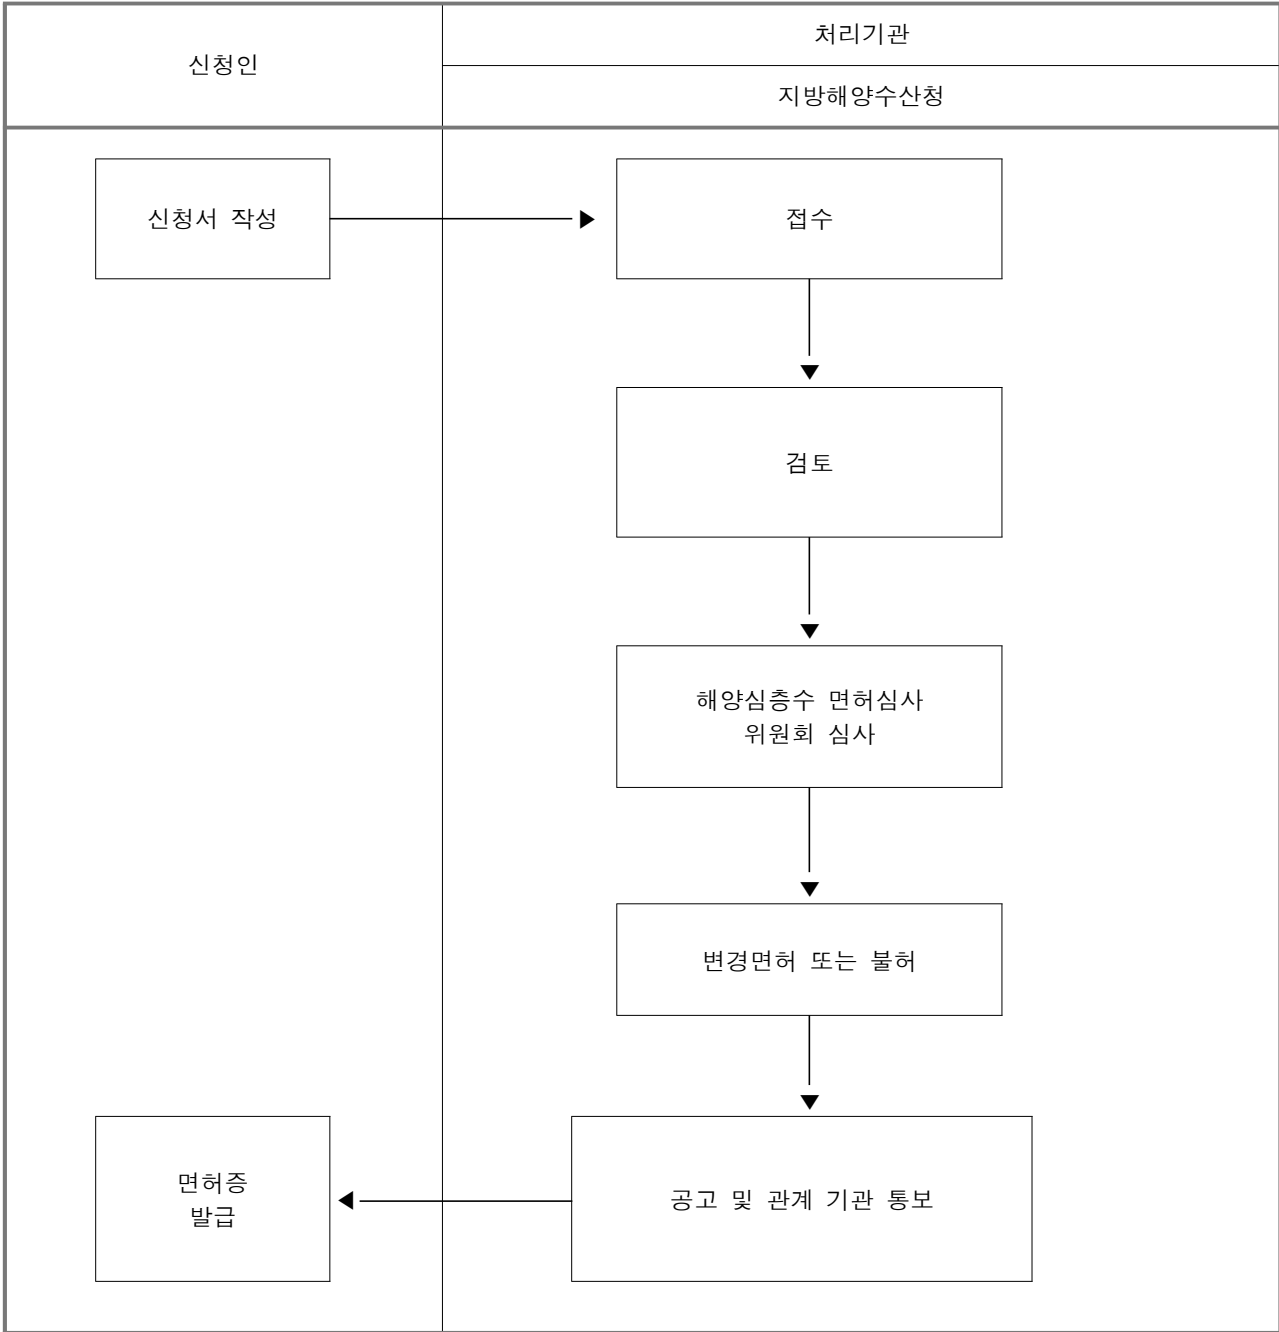 신청인
처리기관
지방해양수산청
신청서 작성
접수
검토
해양심층수 면허심사
위원회 심사
변경면허 또는 불허
면허증
발급
공고 및 관계 기관 통보